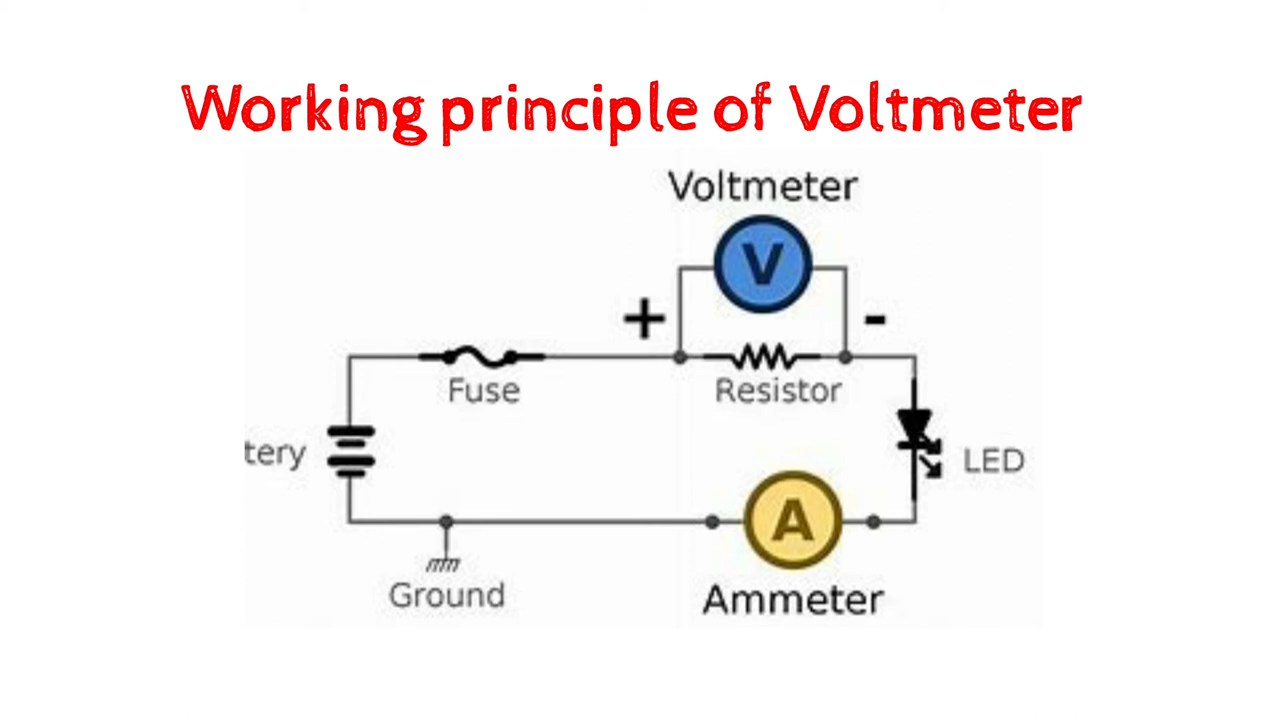 Working principle of Voltmeter
Voltmeter
V
+ -
Fuse
Resistor
tery
LED
A
Ground
Ammeter